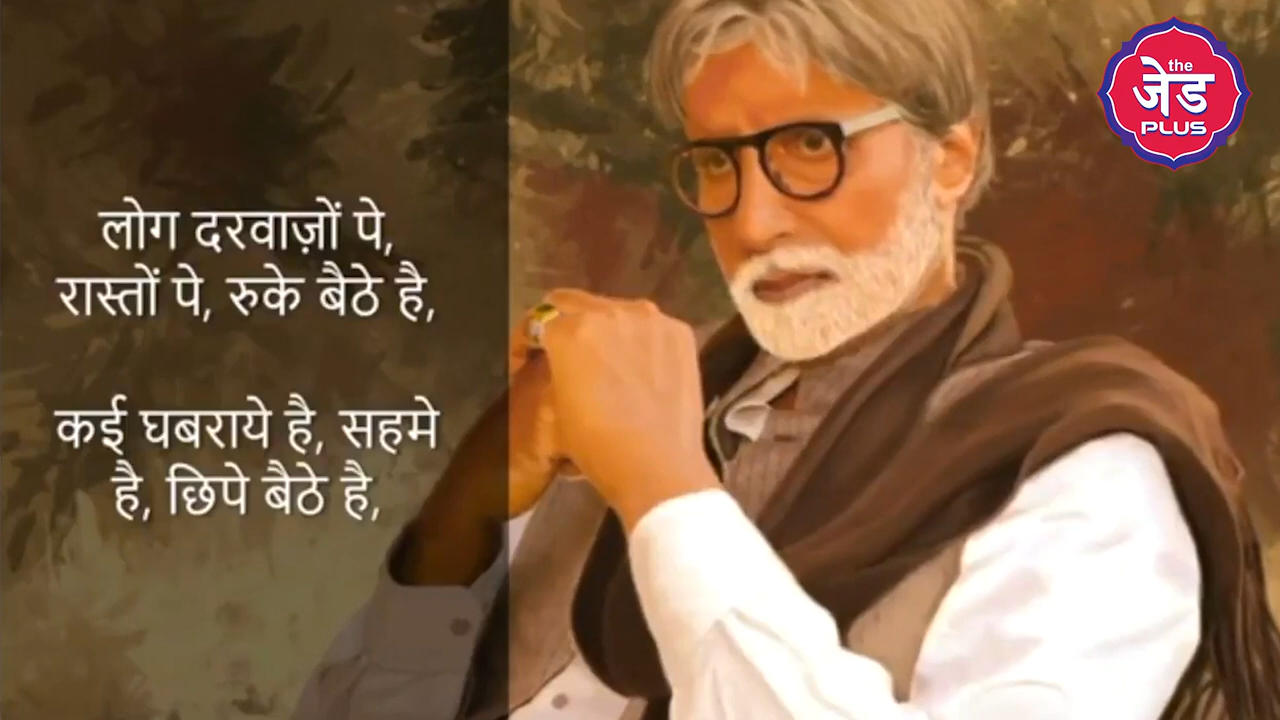 लोग दरवाज़ों पे,
रास्तों पे, रुके बैठे है,
कई घबराये है, सहमे
है, छिपे बैठे है,
the
जेड
PLUS